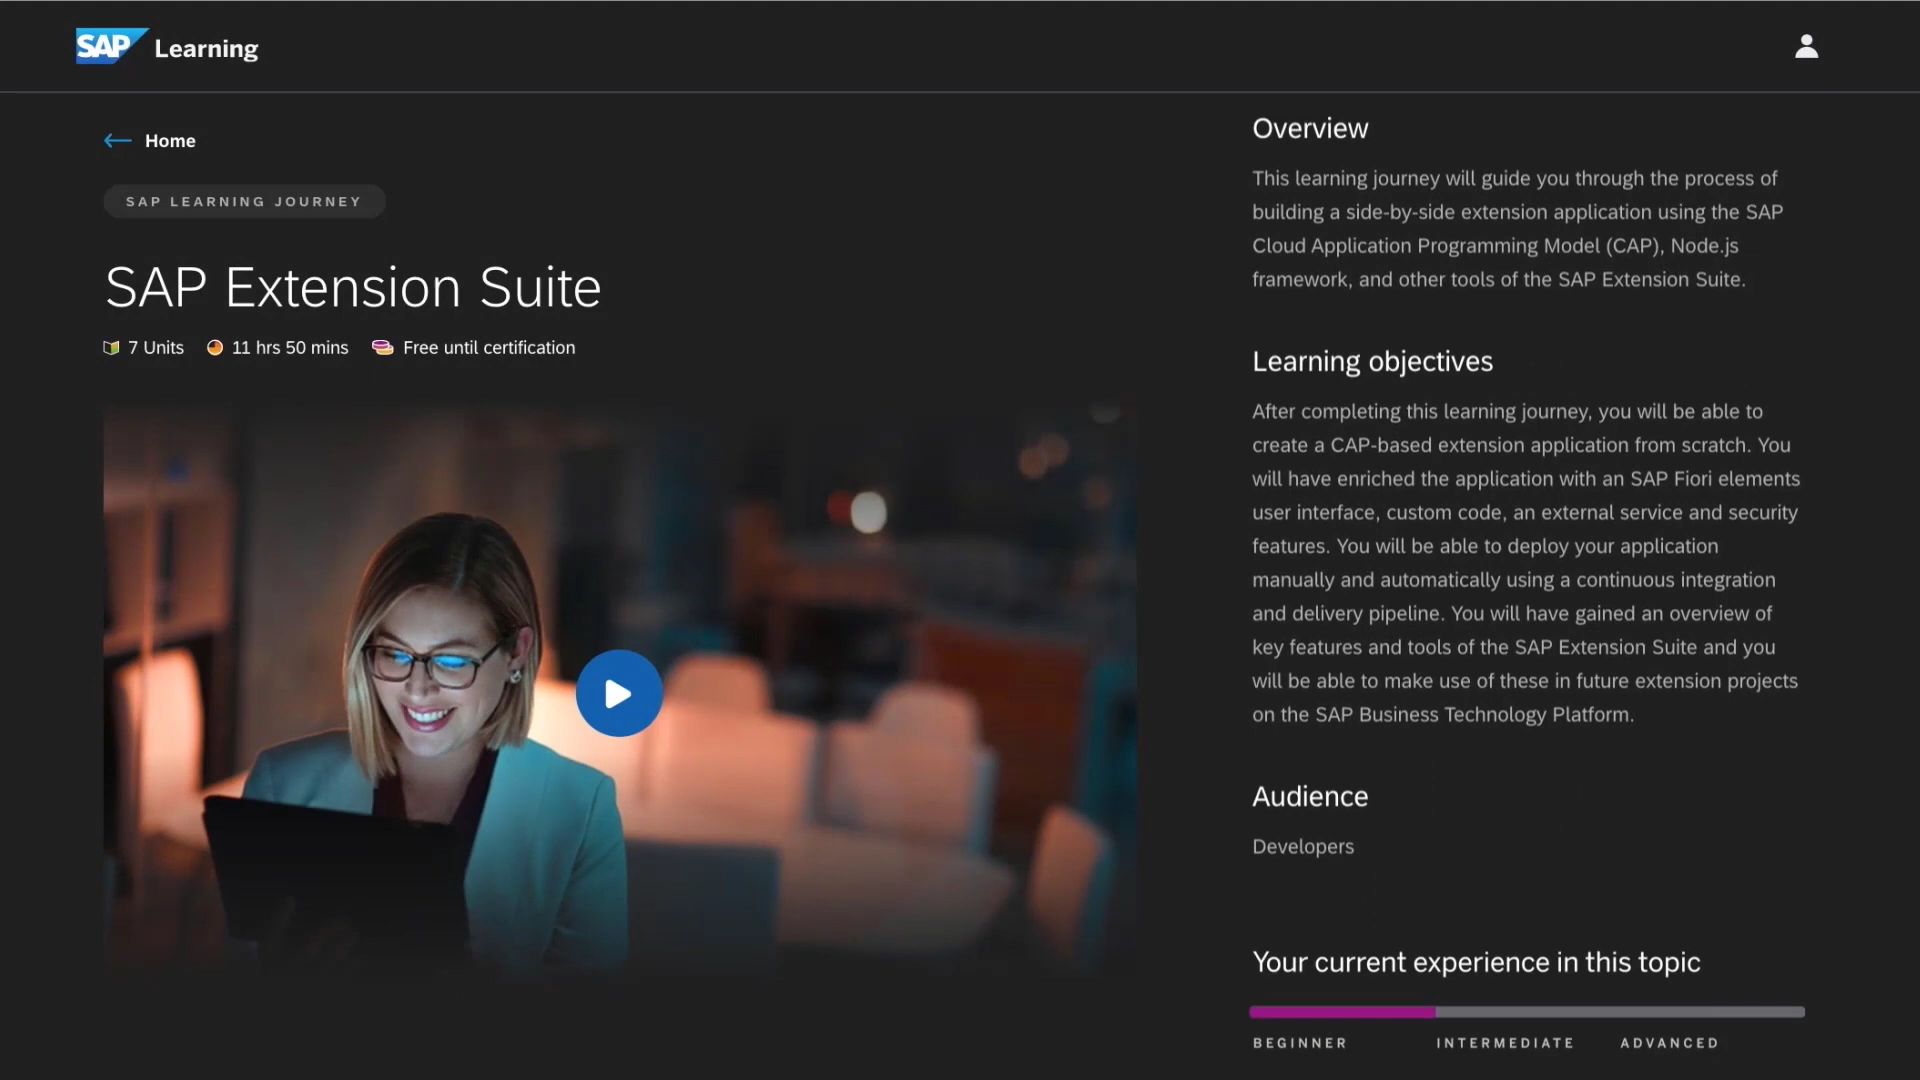 SAP Learning
Home
SAP LEARNING JOURNEY
SAP Extension Suite
7 Units 11 hrs 50 mins Free until certification
Overview
This learning journey will guide you through the process of
building a side-by-side extension application using the SAP
Cloud Application Programming Model (CAP), Node.js
framework, and other tools of the SAP Extension Suite.
Learning objectives
After completing this learning journey, you will be able to
create a CAP-based extension application from scratch. You
will have enriched the application with an SAP Fiori elements
user interface, custom code, an external service and security
features. You will be able to deploy your application
manually and automatically using a continuous integration
and delivery pipeline. You will have gained an overview of
key features and tools of the SAP Extension Suite and you
will be able to make use of these in future extension projects
on the SAP Business Technology Platform.
Audience
Developers
Your current experience in this topic
BEGINNER INTERMEDIATE ADVANCED